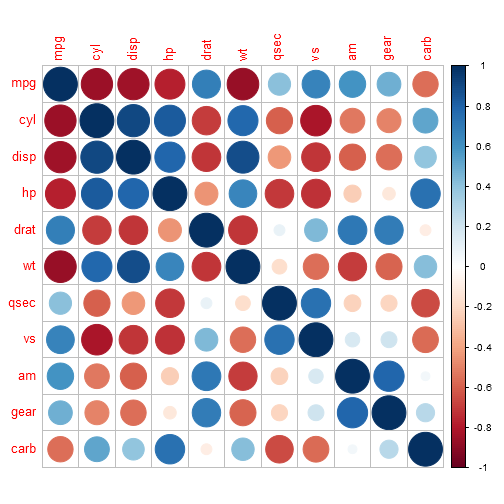 mpg cyl disp hp drat wt qsec vs am gear carb
mpg
cyl
disp
hp
drat
wt
qsec
vs
am
gear
carb
1
0.8
0.6
0.4
0.2
0
-0.2
-0.4
-0.6
-0.8
-1